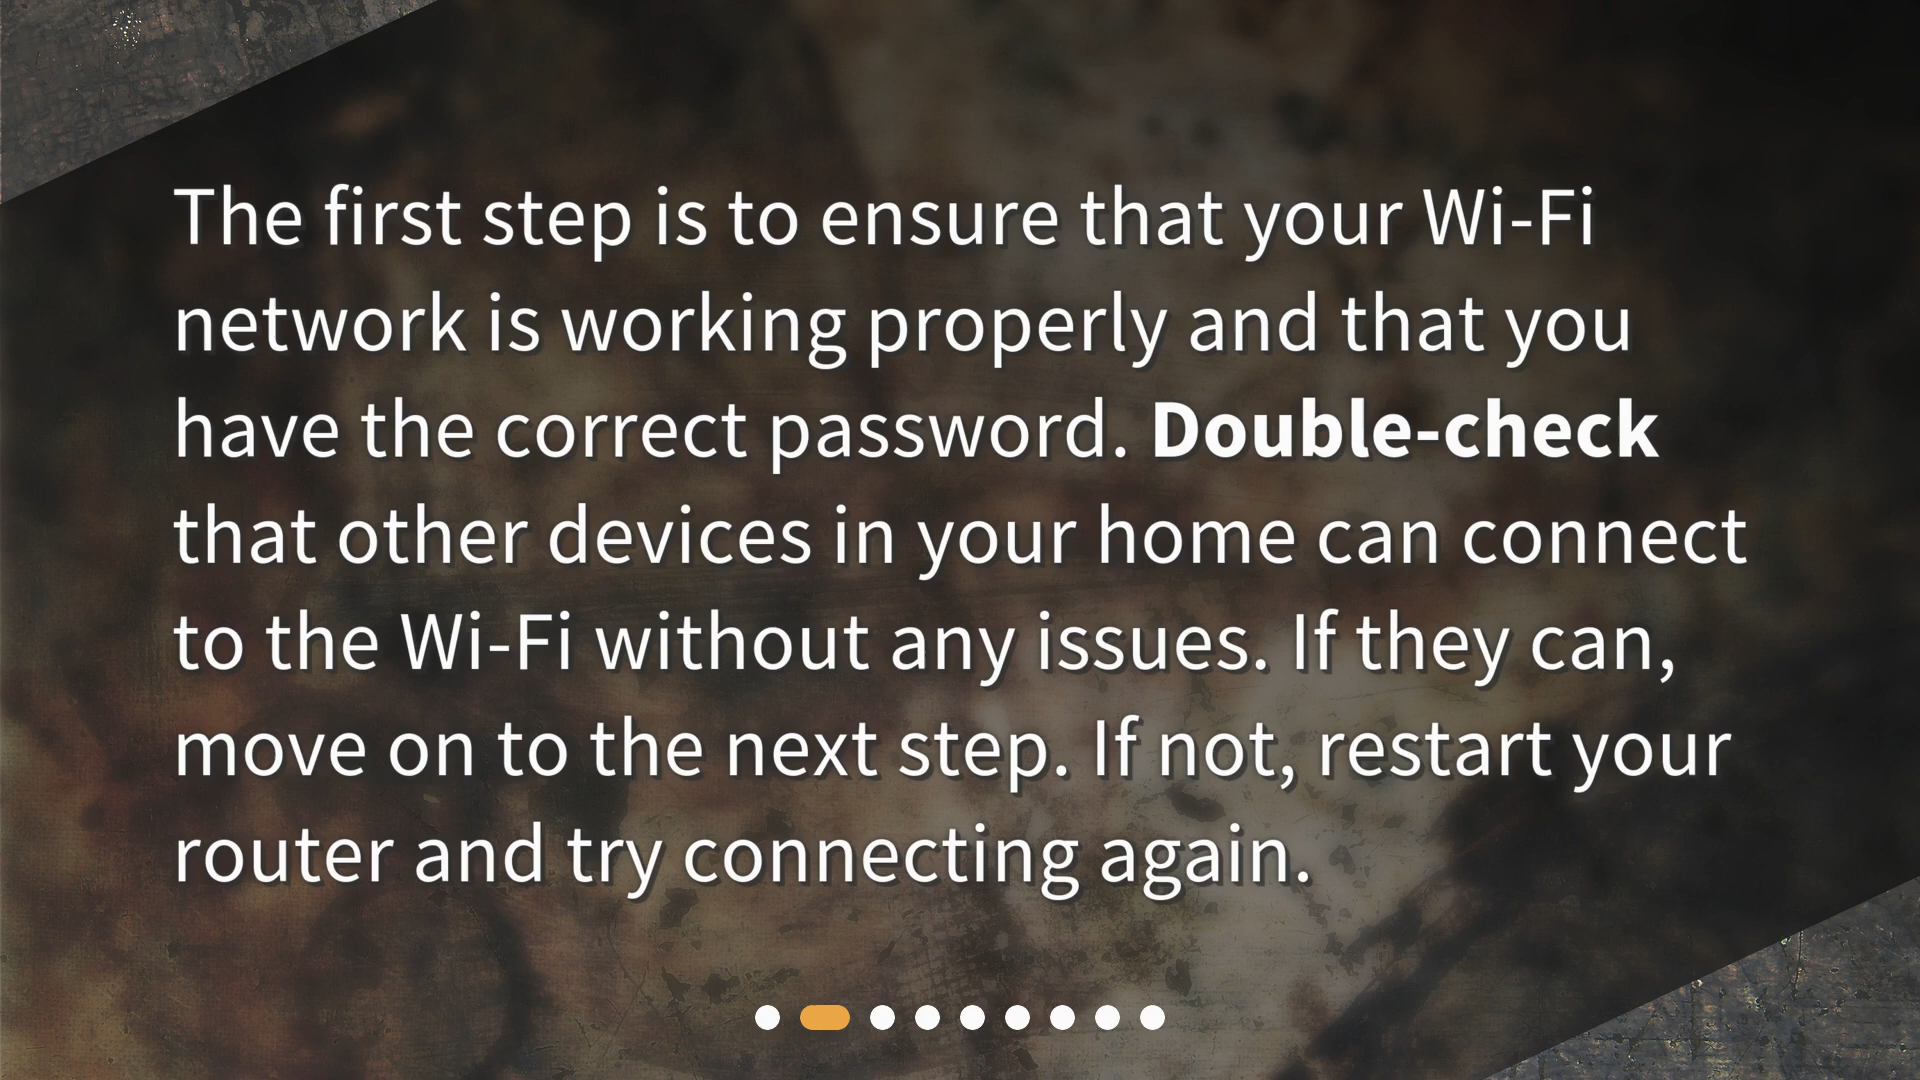 The first step is to ensure that your Wi-Fi
network is working properly and that you
have the correct password. Double-check
that other devices in your home can connect
to the Wi-Fi without any issues. If they can,
move on to the next step. If not, restart your
router and try connecting again.